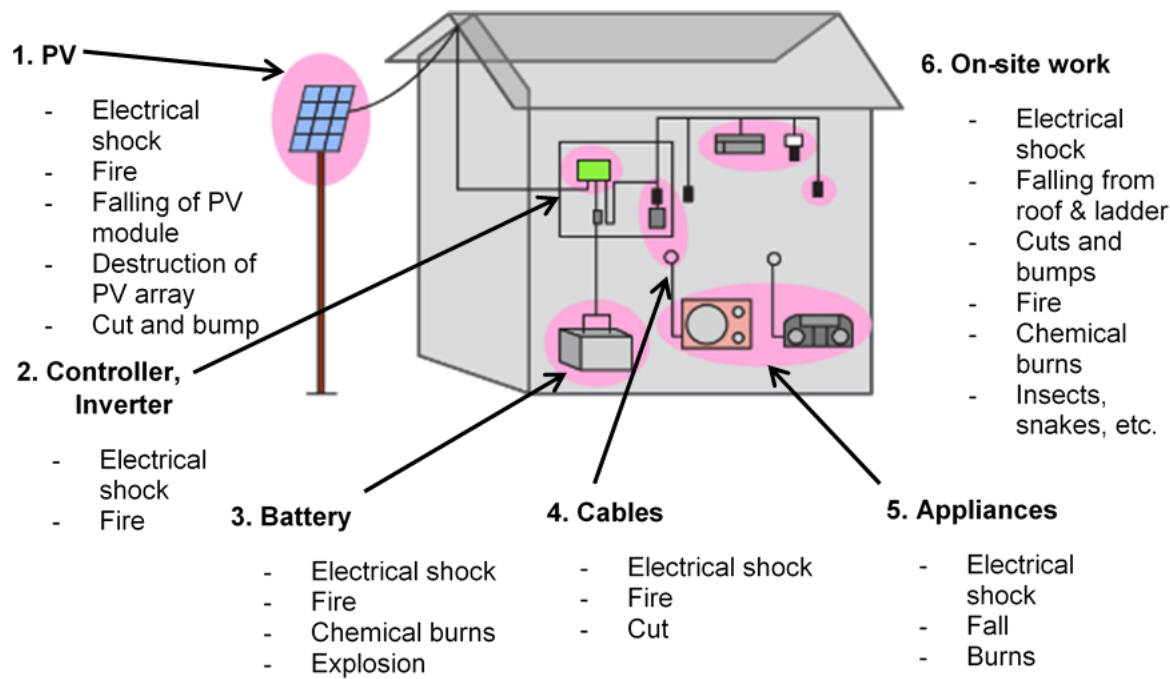 1. PV
- Electrical
shock
- Fire
- Falling of PV
module
- Destruction of
PV array
- Cut and bump
2. Controller,
Inverter
- Electrical
shock
- Fire
3. Battery
- Electrical shock
- Fire
- Chemical burns
- Explosion
4. Cables
- Electrical shock
- Fire
- Cut
5. Appliances
- Electrical
shock
- Fall
- Burns
6. On-site work
- Electrical
shock
- Falling from
roof & ladder
- Cuts and
bumps
- Fire
- Chemical
burns
- Insects,
snakes, etc.